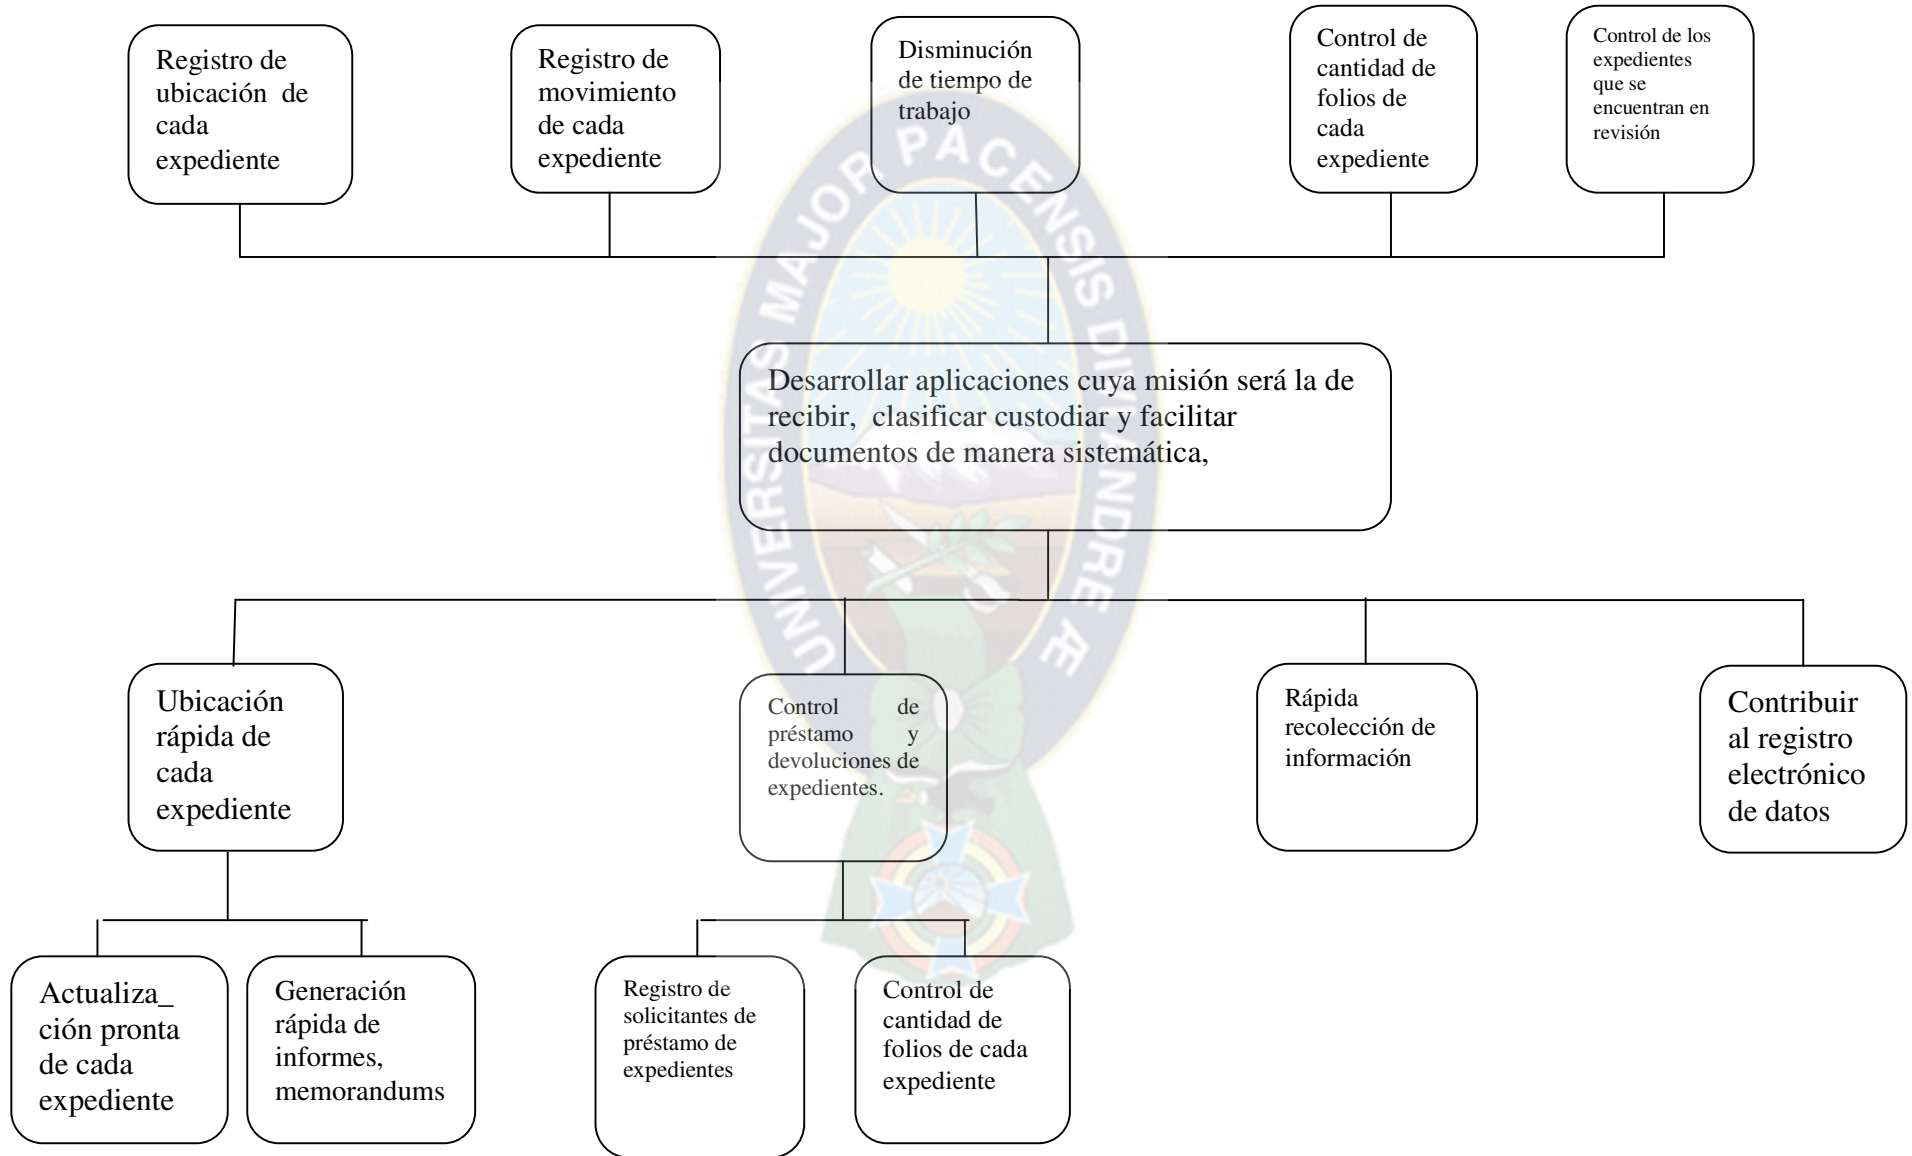 Registro de
ubicación de
cada
expediente
Registro de
movimiento
de cada
expediente
Disminución
de tiempo de
trabajo
Control de
cantidad de
folios de
cada
expediente
Control de los
expedientes
que se
encuentran en
revisión
Desarrollar aplicaciones cuya misión será la de
recibir, clasificar custodiar y facilitar
documentos de manera sistemática,
Ubicación
rápida de
cada
expediente
Control de
préstamo y
devoluciones de
expedientes.
Rápida
recolección de
información
Contribuir
al registro
electrónico
de datos
Actualiza_
ción pronta
de cada
expediente
Generación
rápida de
informes,
memorandums
Registro de
solicitantes de
préstamo de
expedientes
Control de
cantidad de
folios de cada
expediente
UNIVERSITAS MAJOR PACENSIS DIVI ANDRE Æ